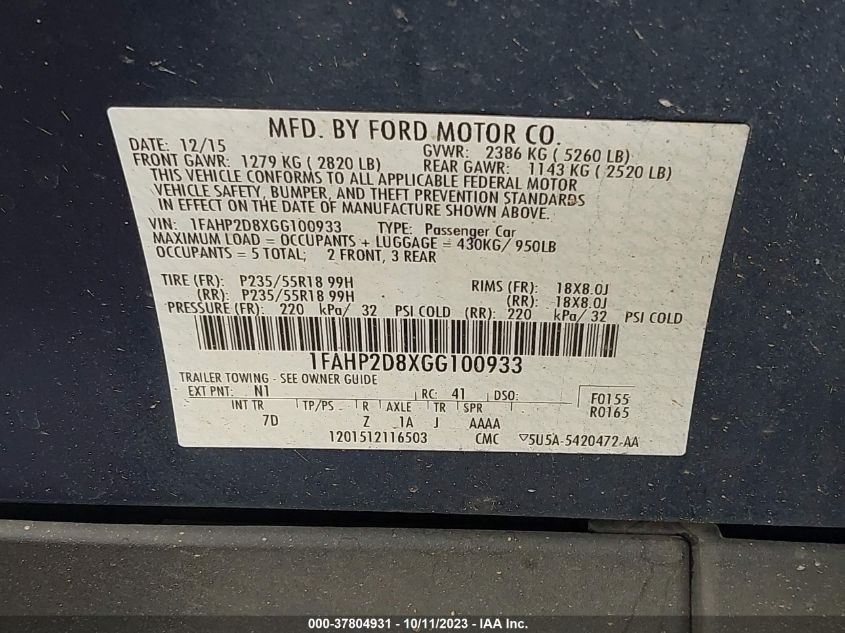 MFD. BY FORD MOTOR CO.
DATE: 12/15 GVWR: 2386 KG ( 5260 LB)
FRONT GAWR: 1279 KG ( 2820 LB) REAR GAWR: 1143 KG ( 2520 LB)
THIS VEHICLE CONFORMS TO ALL APPLICABLE FEDERAL MOTOR
VEHICLE SAFETY, BUMPER, AND THEFT PREVENTION STANDARDS
IN EFFECT ON THE DATE OF MANUFACTURE SHOWN ABOVE.
VIN: 1FAHP2D8XGG100933 TYPE: Passenger Car
MAXIMUM LOAD = OCCUPANTS + LUGGAGE = 430KG/ 950LB
OCCUPANTS = 5 TOTAL; 2 FRONT, 3 REAR
TIRE (FR): P235/55R18 99H RIMS (FR): 18X8.0J
(RR): P235/55R18 99H (RR): 18X8.0J
PRESSURE (FR): 220 kPa/ 32 PSI COLD (RR): 220 kPa/ 32 PSI COLD
1FAHP2D8XGG100933
TRAILER TOWING - SEE OWNER GUIDE
EXT PNT: N1 RC: 41 DSO: F0155
R0165
INT TR TP/PS R AXLE TR SPR
7D Z 1A J AAAA
1201512116503 CMC ▽5U5A-5420472-AA
000-37804931 - 10/11/2023 - IAA Inc.